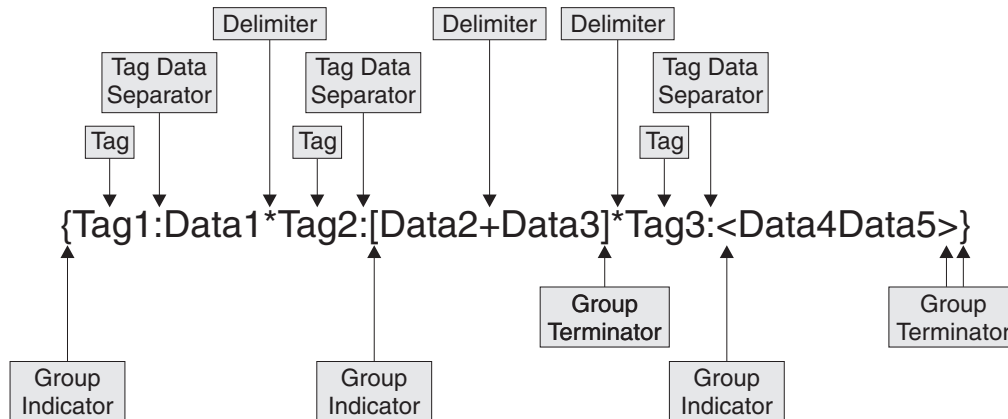 Delimiter
Delimiter
Delimiter
Tag Data
Separator
Tag Data
Separator
Tag Data
Separator
Tag
Tag
Tag
{Tag1:Data1*Tag2:[Data2+Data3]*Tag3:<Data4Data5>}
Group
Terminator
Group
Terminator
Group
Indicator
Group
Indicator
Group
Indicator